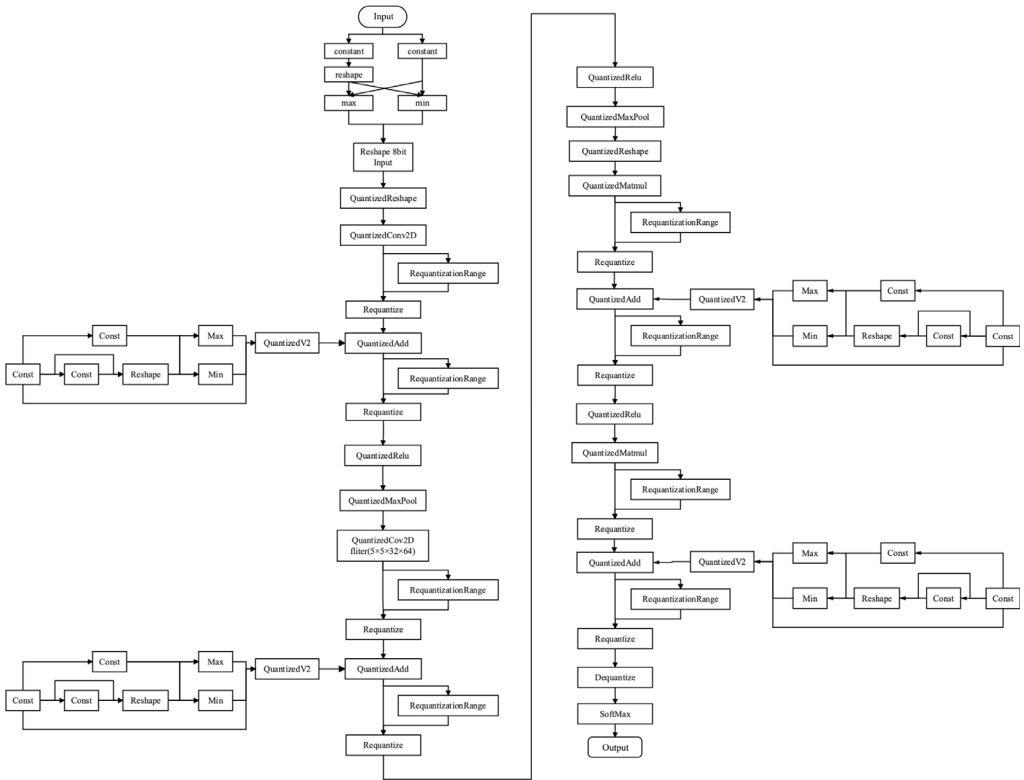 Input
constant
constant
reshape
max
min
Reshape 8bit
Input
QuantizedReshape
QuantizedConv2D
RequantizationRange
Requantize
Const
Max
QuantizedV2
QuantizedAdd
Const
Const
Reshape
Min
RequantizationRange
Requantize
QuantizedRelu
QuantizedMaxPool
QuantizedCov2D
fliter(5×5×32×64)
RequantizationRange
Requantize
Const
Max
QuantizedV2
QuantizedAdd
Const
Const
Reshape
Min
RequantizationRange
Requantize
QuantizedRelu
QuantizedMaxPool
QuantizedReshape
QuantizedMatmul
RequantizationRange
Requantize
QuantizedAdd
QuantizedV2
Max
Const
RequantizationRange
Min
Reshape
Const
Const
Requantize
QuantizedRelu
QuantizedMatmul
RequantizationRange
Requantize
QuantizedAdd
QuantizedV2
Max
Const
RequantizationRange
Min
Reshape
Const
Const
Requantize
Dequantize
SoftMax
Output